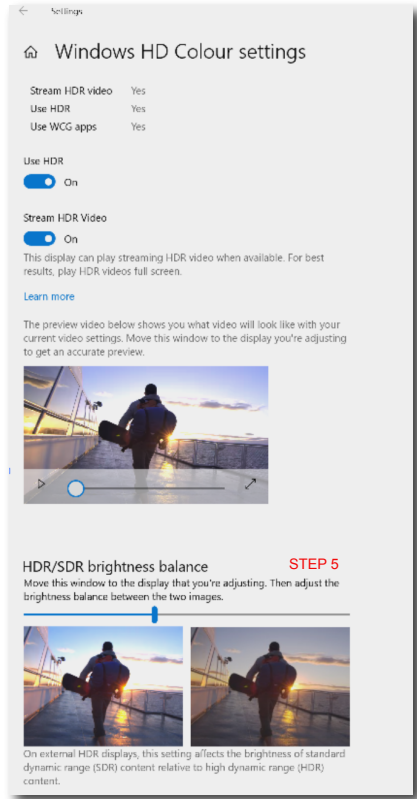 Settings
Windows HD Colour settings
Stream HDR video Yes
Use HDR Yes
Use WCG apps Yes
Use HDR
On
Stream HDR Video
On
This display can play streaming HDR video when available. For best
results, play HDR videos full screen.
Learn more
The preview video below shows you what video will look like with your
current video settings. Move this window to the display you're adjusting
to get an accurate preview.
HDR/SDR brightness balance STEP 5
Move this window to the display that you're adjusting. Then adjust the
brightness balance between the two images.
On external HDR displays, this setting affects the brightness of standard
dynamic range (SDR) content relative to high dynamic range (HDR)
content.